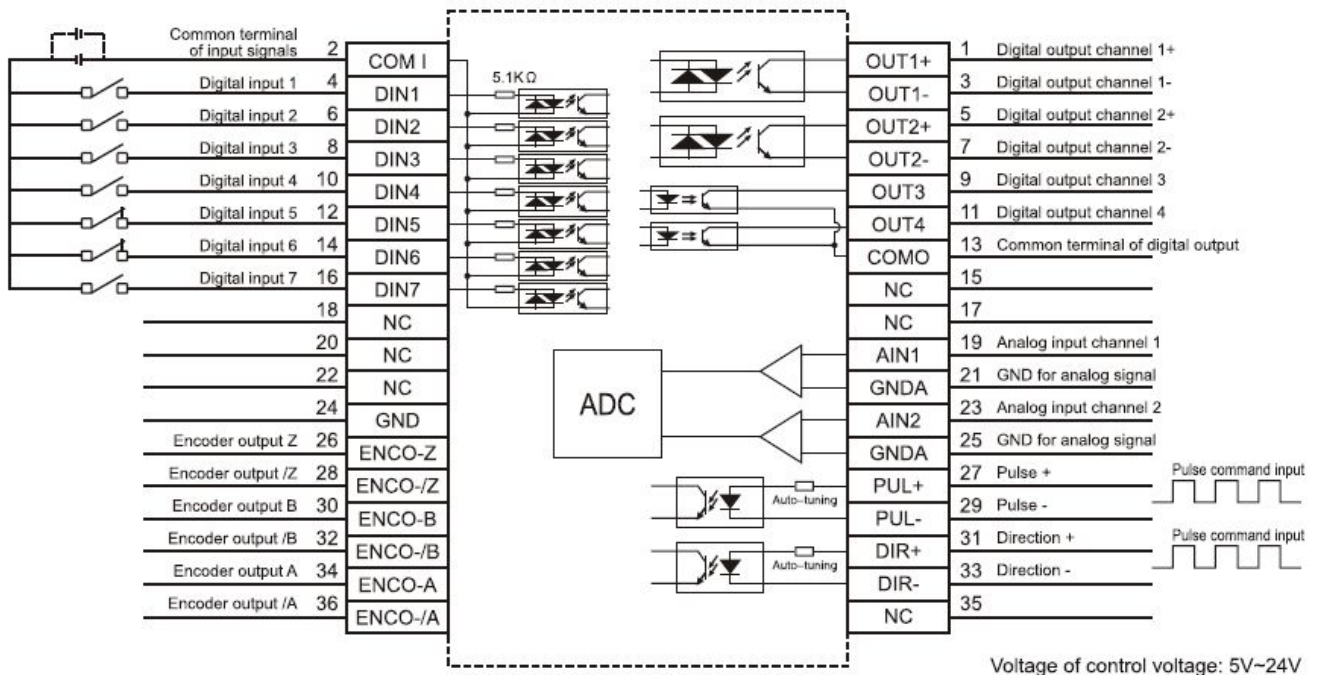 Common terminal
of input signals 2 COM I
Digital input 1 4 DIN1
Digital input 2 6 DIN2
Digital input 3 8 DIN3
Digital input 4 10 DIN4
Digital input 5 12 DIN5
Digital input 6 14 DIN6
Digital input 7 16 DIN7
18 NC
20 NC
22 NC
24 GND
Encoder output Z 26 ENCO-Z
Encoder output /Z 28 ENCO-/Z
Encoder output B 30 ENCO-B
Encoder output /B 32 ENCO-/B
Encoder output A 34 ENCO-A
Encoder output /A 36 ENCO-/A
5.1KΩ
ADC
Auto-tuning
Auto-tuning
OUT1+ 1 Digital output channel 1+
OUT1- 3 Digital output channel 1-
OUT2+ 5 Digital output channel 2+
OUT2- 7 Digital output channel 2-
OUT3 9 Digital output channel 3
OUT4 11 Digital output channel 4
COMO 13 Common terminal of digital output
NC 15
NC 17
AIN1 19 Analog input channel 1
GNDA 21 GND for analog signal
AIN2 23 Analog input channel 2
GNDA 25 GND for analog signal
PUL+ 27 Pulse + Pulse command input
PUL- 29 Pulse -
DIR+ 31 Direction + Pulse command input
DIR- 33 Direction -
NC 35
Voltage of control voltage: 5V~24V